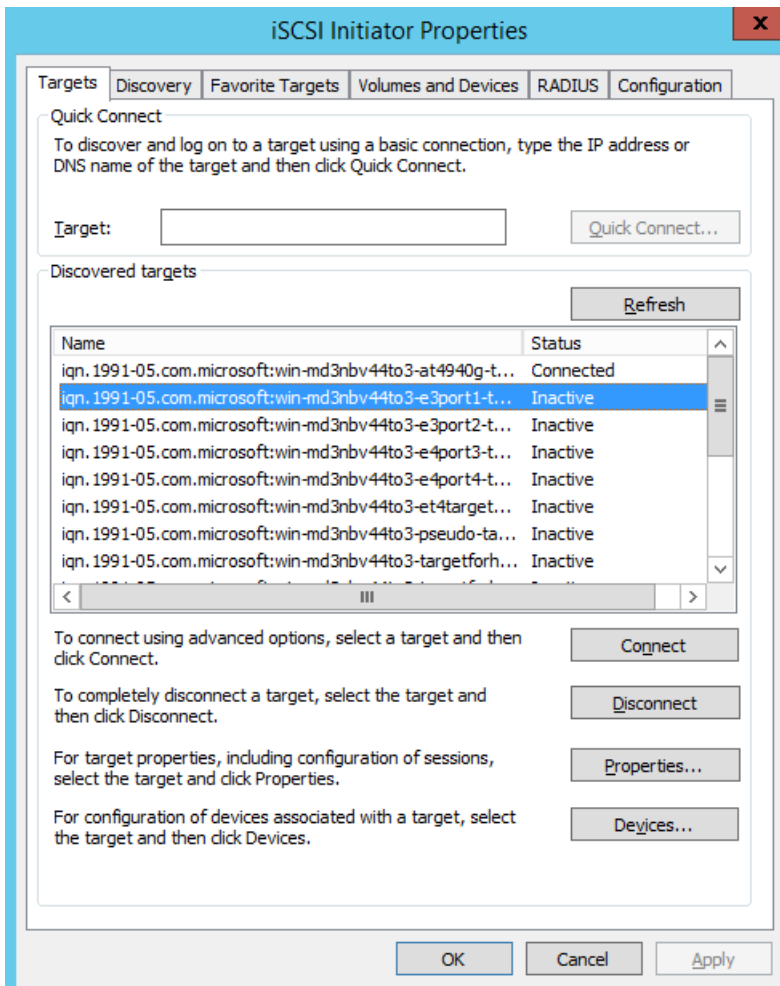 iSCSI Initiator Properties
x
Targets Discovery Favorite Targets Volumes and Devices RADIUS Configuration
Quick Connect
To discover and log on to a target using a basic connection, type the IP address or
DNS name of the target and then click Quick Connect.
Target:
Quick Connect...
Discovered targets
Refresh
Name Status
iqn.1991-05.com.microsoft:win-md3nbv44to3-at4940g-t... Connected
iqn.1991-05.com.microsoft:win-md3nbv44to3-e3port1-t... Inactive
iqn.1991-05.com.microsoft:win-md3nbv44to3-e3port2-t... Inactive
iqn.1991-05.com.microsoft:win-md3nbv44to3-e4port3-t... Inactive
iqn.1991-05.com.microsoft:win-md3nbv44to3-e4port4-t... Inactive
iqn.1991-05.com.microsoft:win-md3nbv44to3-et4target... Inactive
iqn.1991-05.com.microsoft:win-md3nbv44to3-pseudo-ta... Inactive
iqn.1991-05.com.microsoft:win-md3nbv44to3-targetforh... Inactive
To connect using advanced options, select a target and then
click Connect.
Connect
To completely disconnect a target, select the target and
then click Disconnect.
Disconnect
For target properties, including configuration of sessions,
select the target and click Properties.
Properties...
For configuration of devices associated with a target, select
the target and then click Devices.
Devices...
OK Cancel Apply